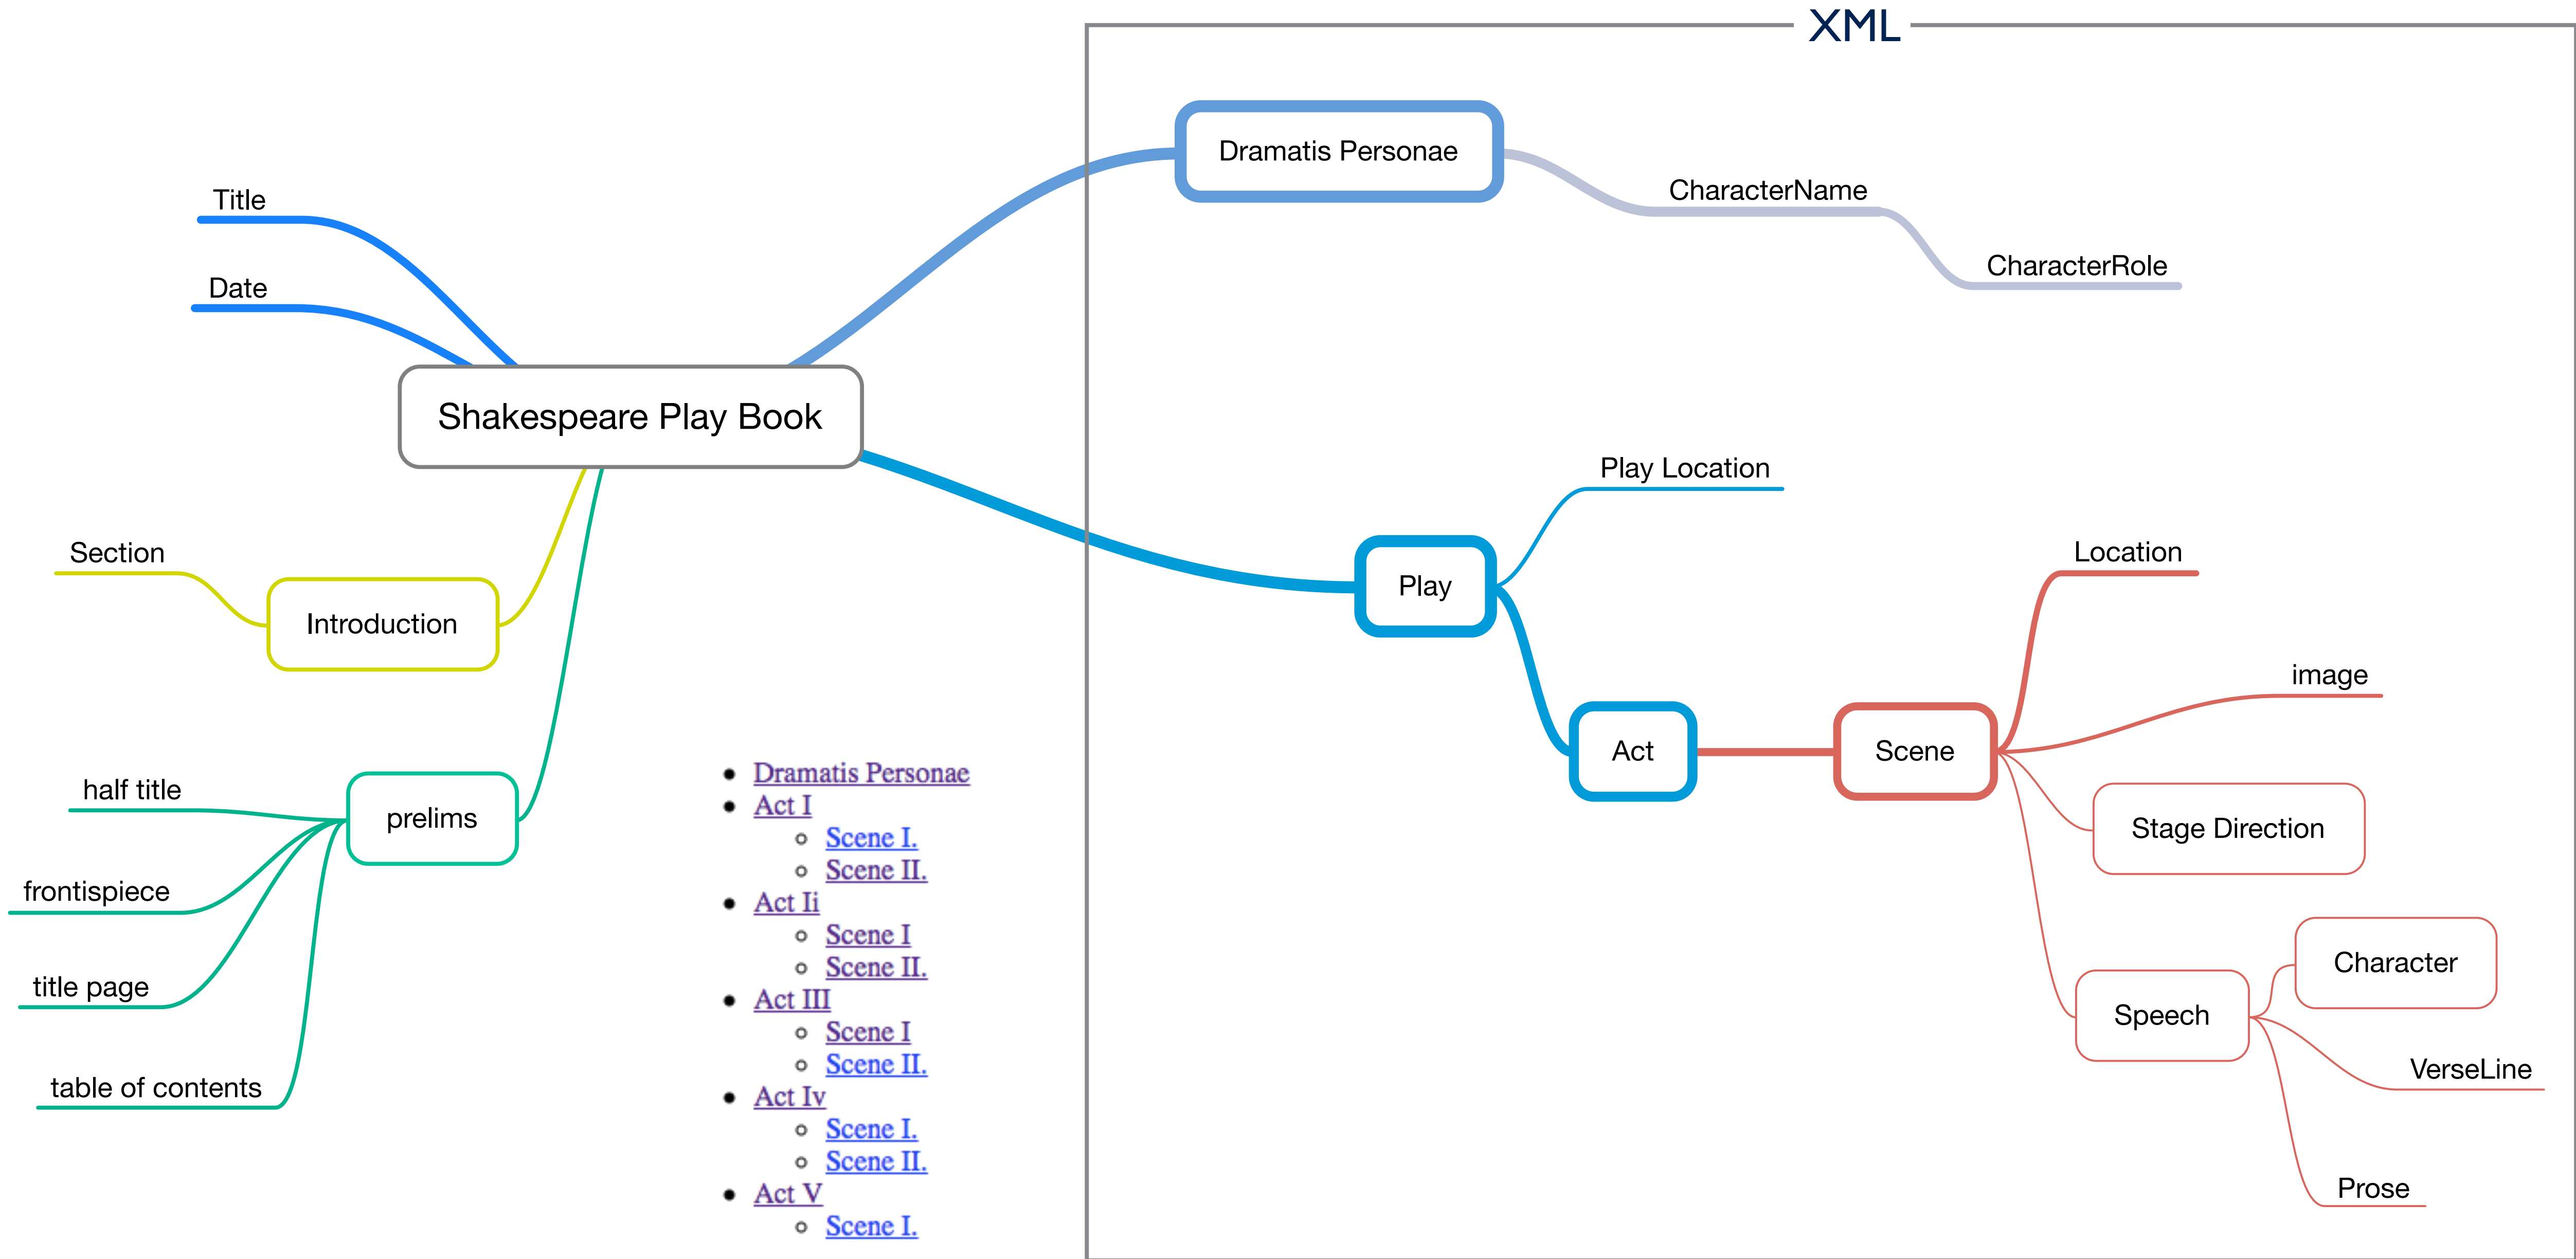 XML
Dramatis Personae
CharacterName
CharacterRole
Title
Date
Shakespeare Play Book
Play Location
Play
Location
image
Act
Scene
Stage Direction
Character
Speech
VerseLine
Prose
Section
Introduction
prelims
half title
frontispiece
title page
table of contents
Dramatis Personae
Act I
Scene I.
Scene II.
Act Ii
Scene I
Scene II.
Act III
Scene I
Scene II.
Act Iv
Scene I.
Scene II.
Act V
Scene I.